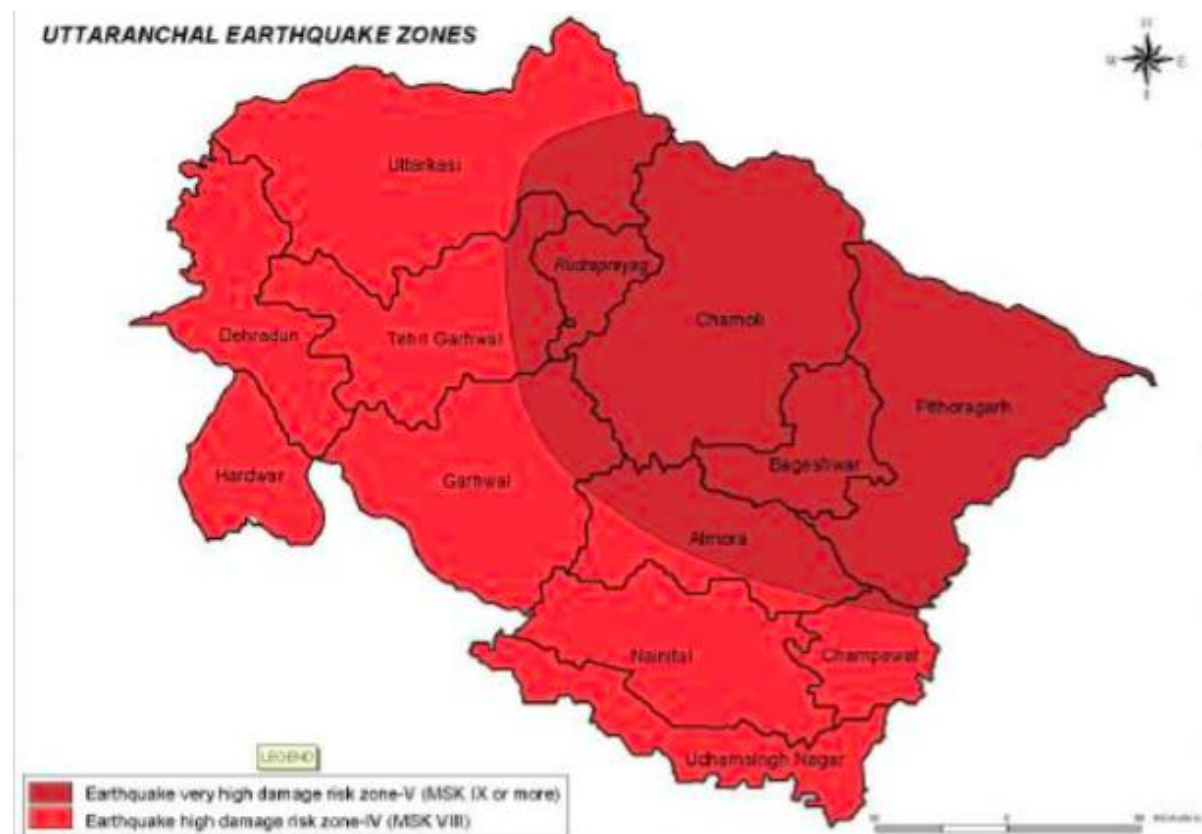 UTTARANCHAL EARTHQUAKE ZONES
N
W E
Uttarkasi
Rudraprayag
Chamoli
Dehradun
Tehri Garhwal
Pithoragarh
Hardwar
Garhwal
Bageshwar
Almora
Nainital
Champawat
Udhamsingh Nagar
LEGEND
Earthquake very high damage risk zone-V (MSK IX or more)
Earthquake high damage risk zone-IV (MSK VIII)